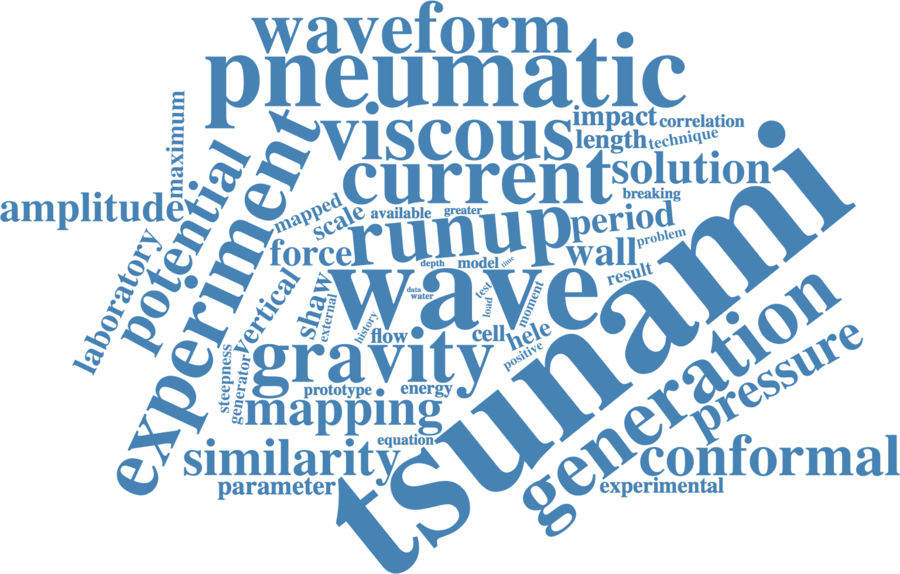 waveform
pneumatic
maximum
experiment
viscous
impact
correlation
length
technique
tsunami
potential
current
solution
breaking
amplitude
mapped
scale
available
greater
runup
period
laboratory
force
wall
problem
depth
model
time
result
wave
vertical
shaw
external
data
water
test
load
moment
history
flow
cell
hele
positive
steepness
generator
gravity
generation
pressure
prototype
energy
mapping
equation
similarity
conformal
parameter
experimental